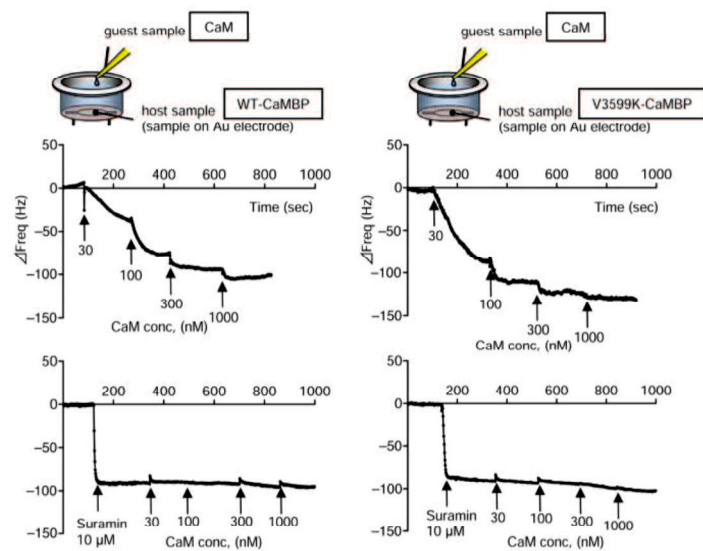 guest sample CaM
host sample WT-CaMBP
(sample on Au electrode)
50
0
−50
−100
−150
⊿Freq (Hz)
200 400 600 800 1000
Time (sec)
30
100
300
1000
CaM conc, (nM)
guest sample CaM
host sample V3599K-CaMBP
(sample on Au electrode)
50
0
−50
−100
−150
⊿Freq (Hz)
200 400 600 800 1000
Time (sec)
30
100
300
1000
CaM conc, (nM)
50
0
−50
−100
−150
200 400 600 800 1000
Suramin
10 μM
30 100 300 1000
CaM conc, (nM)
50
0
−50
−100
−150
200 400 600 800 1000
Suramin
10 μM
30 100 300 1000
CaM conc, (nM)